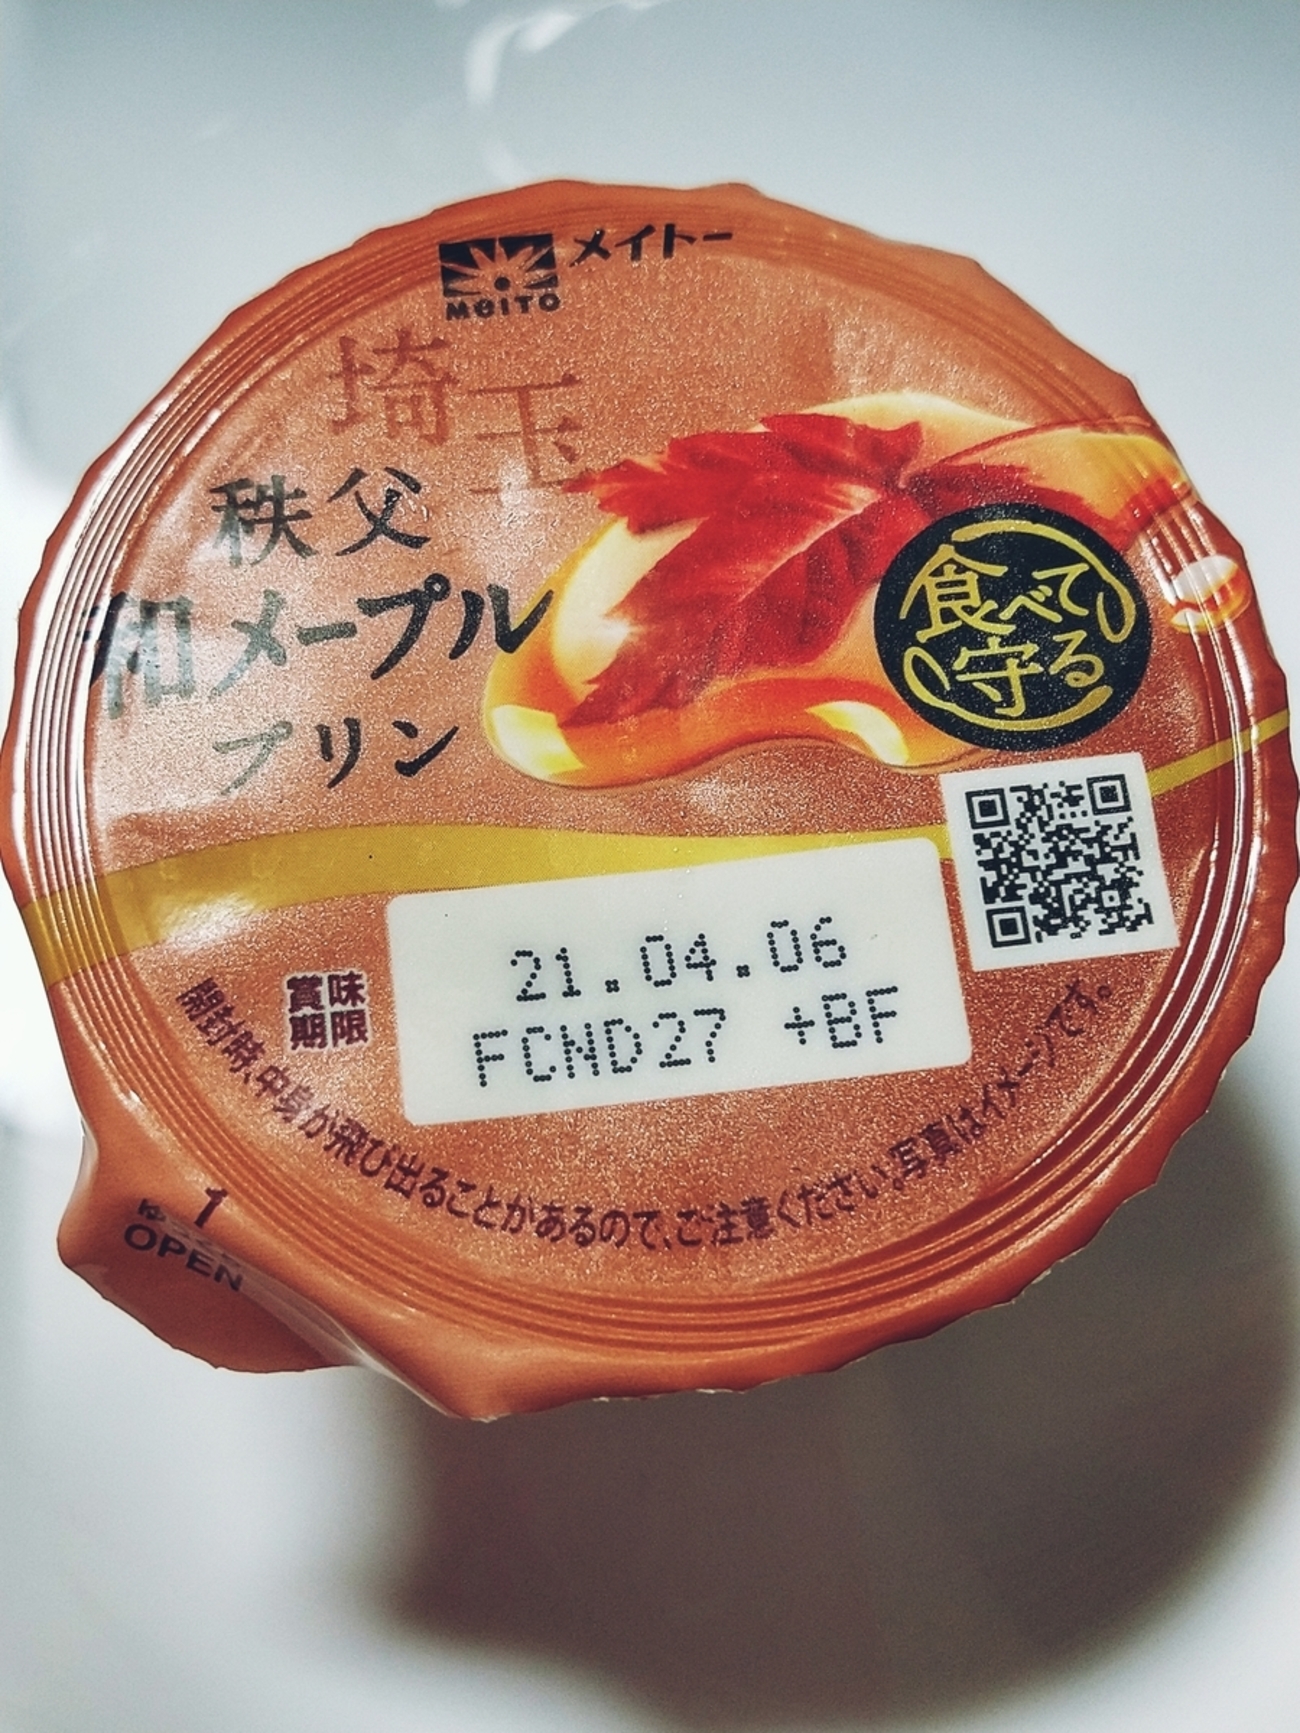 メイトー
MEITO
埼玉
秩父
和メープル
プリン
食べて
守る
賞味
期限
21.04.06
FCND27 +BF
開封時、中身が飛び出ることがあるので、ご注意ください。写真はイメージです。
1
OPEN